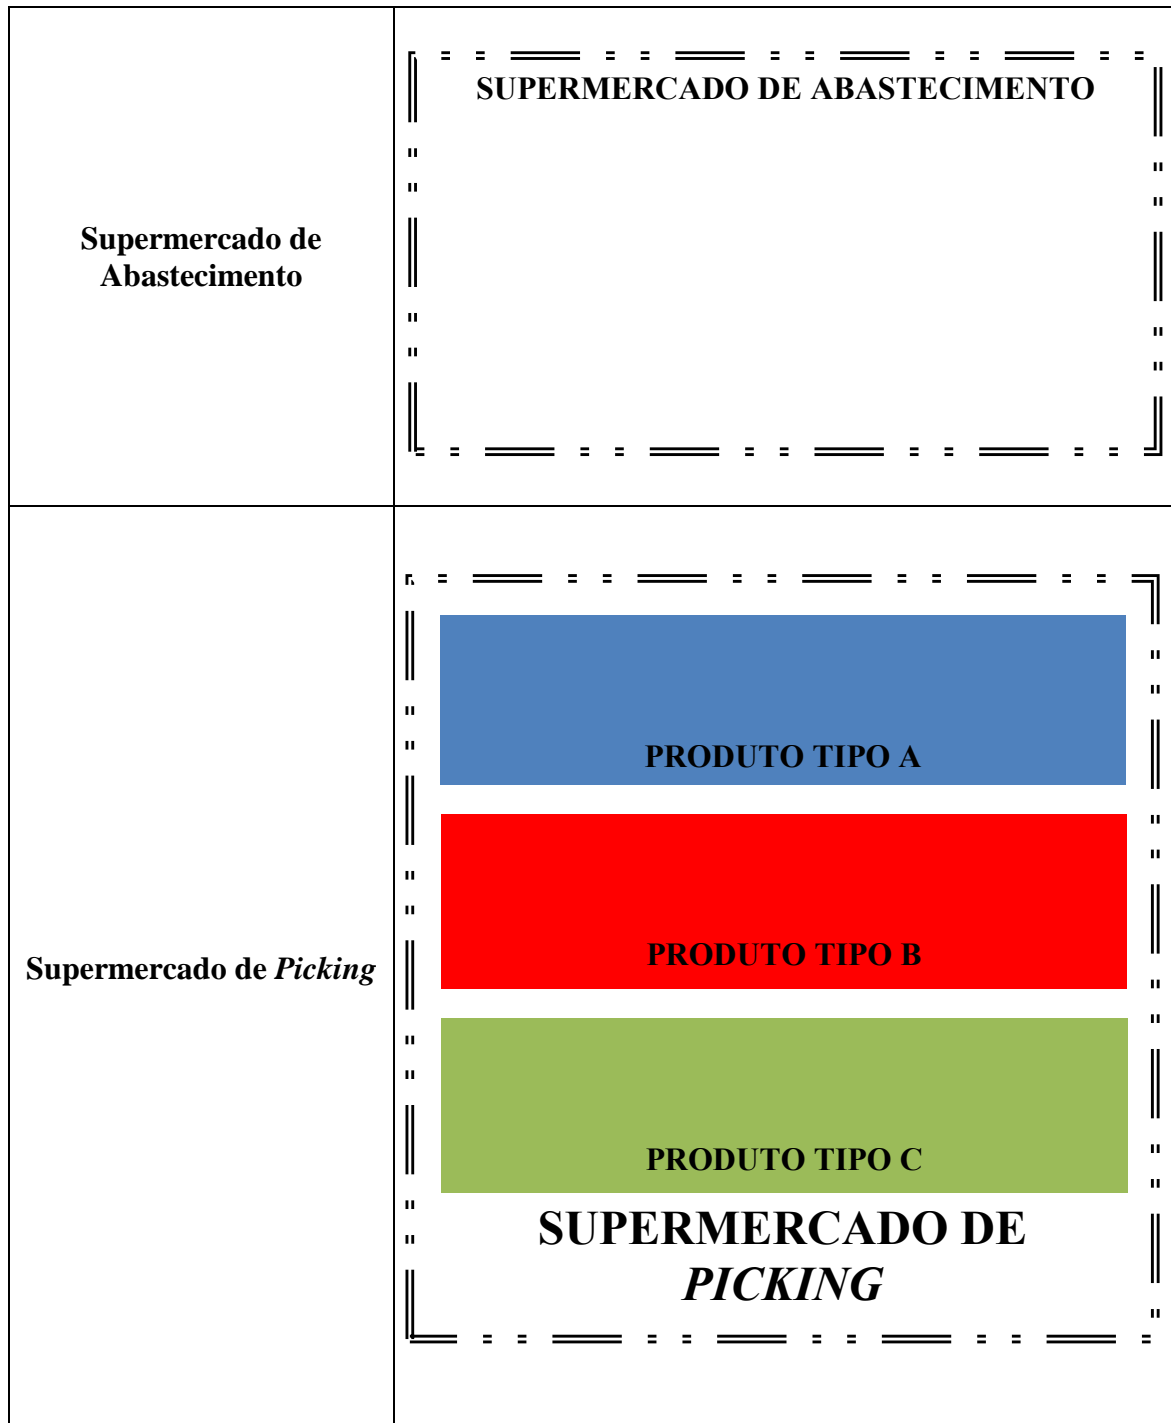 Supermercado de
Abastecimento
SUPERMERCADO DE ABASTECIMENTO
Supermercado de Picking
PRODUTO TIPO A
PRODUTO TIPO B
PRODUTO TIPO C
SUPERMERCADO DE
PICKING